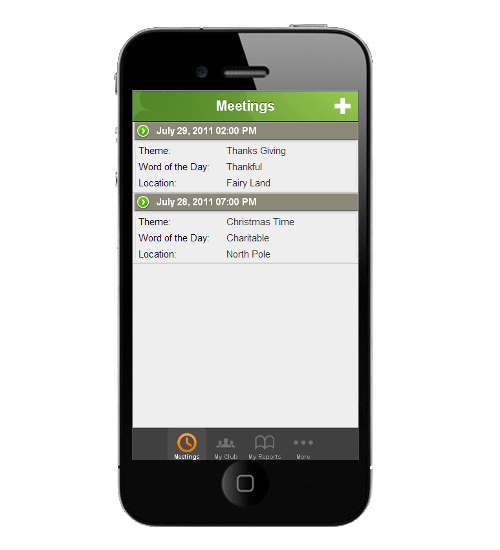 Meetings
July 29, 2011 02:00 PM
Theme: Thanks Giving
Word of the Day: Thankful
Location: Fairy Land
July 28, 2011 07:00 PM
Theme: Christmas Time
Word of the Day: Charitable
Location: North Pole
Meetings My Club My Reports More